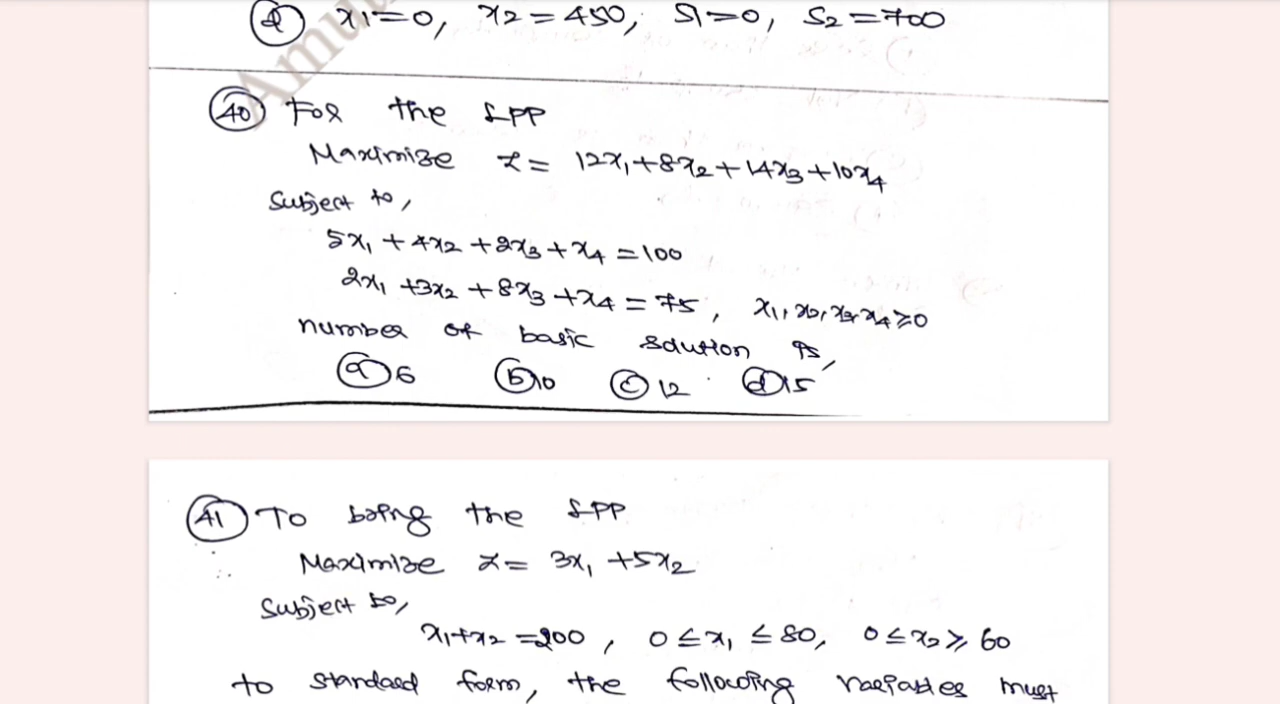 (d) x1=0, x2=450, S1=0, S2=700
Amu
(40) For the LPP
Maximize Z = 12x₁+8x₂+14x₃+10x₄
Subject to,
5x₁ + 4x₂ + 2x₃ + x₄ = 100
2x₁ + 3x₂ + 8x₃ + x₄ = 75, x₁, x₂, x₃, x₄ ≥ 0
number of basic solution is,
(a) 6 (b) 10 (c) 12 (d) 15
(41) To bring the LPP
Maximize Z = 3x₁ + 5x₂
Subject to,
x₁+x₂ = 200, 0 ≤ x₁ ≤ 80, 0 ≤ x₂ ≥ 60
to standard form, the following variables must